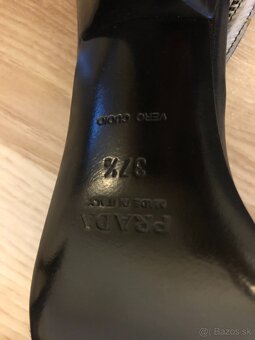 VERO CUOIO
37½
PRADA
MADE IN ITALY
© Bazos.sk